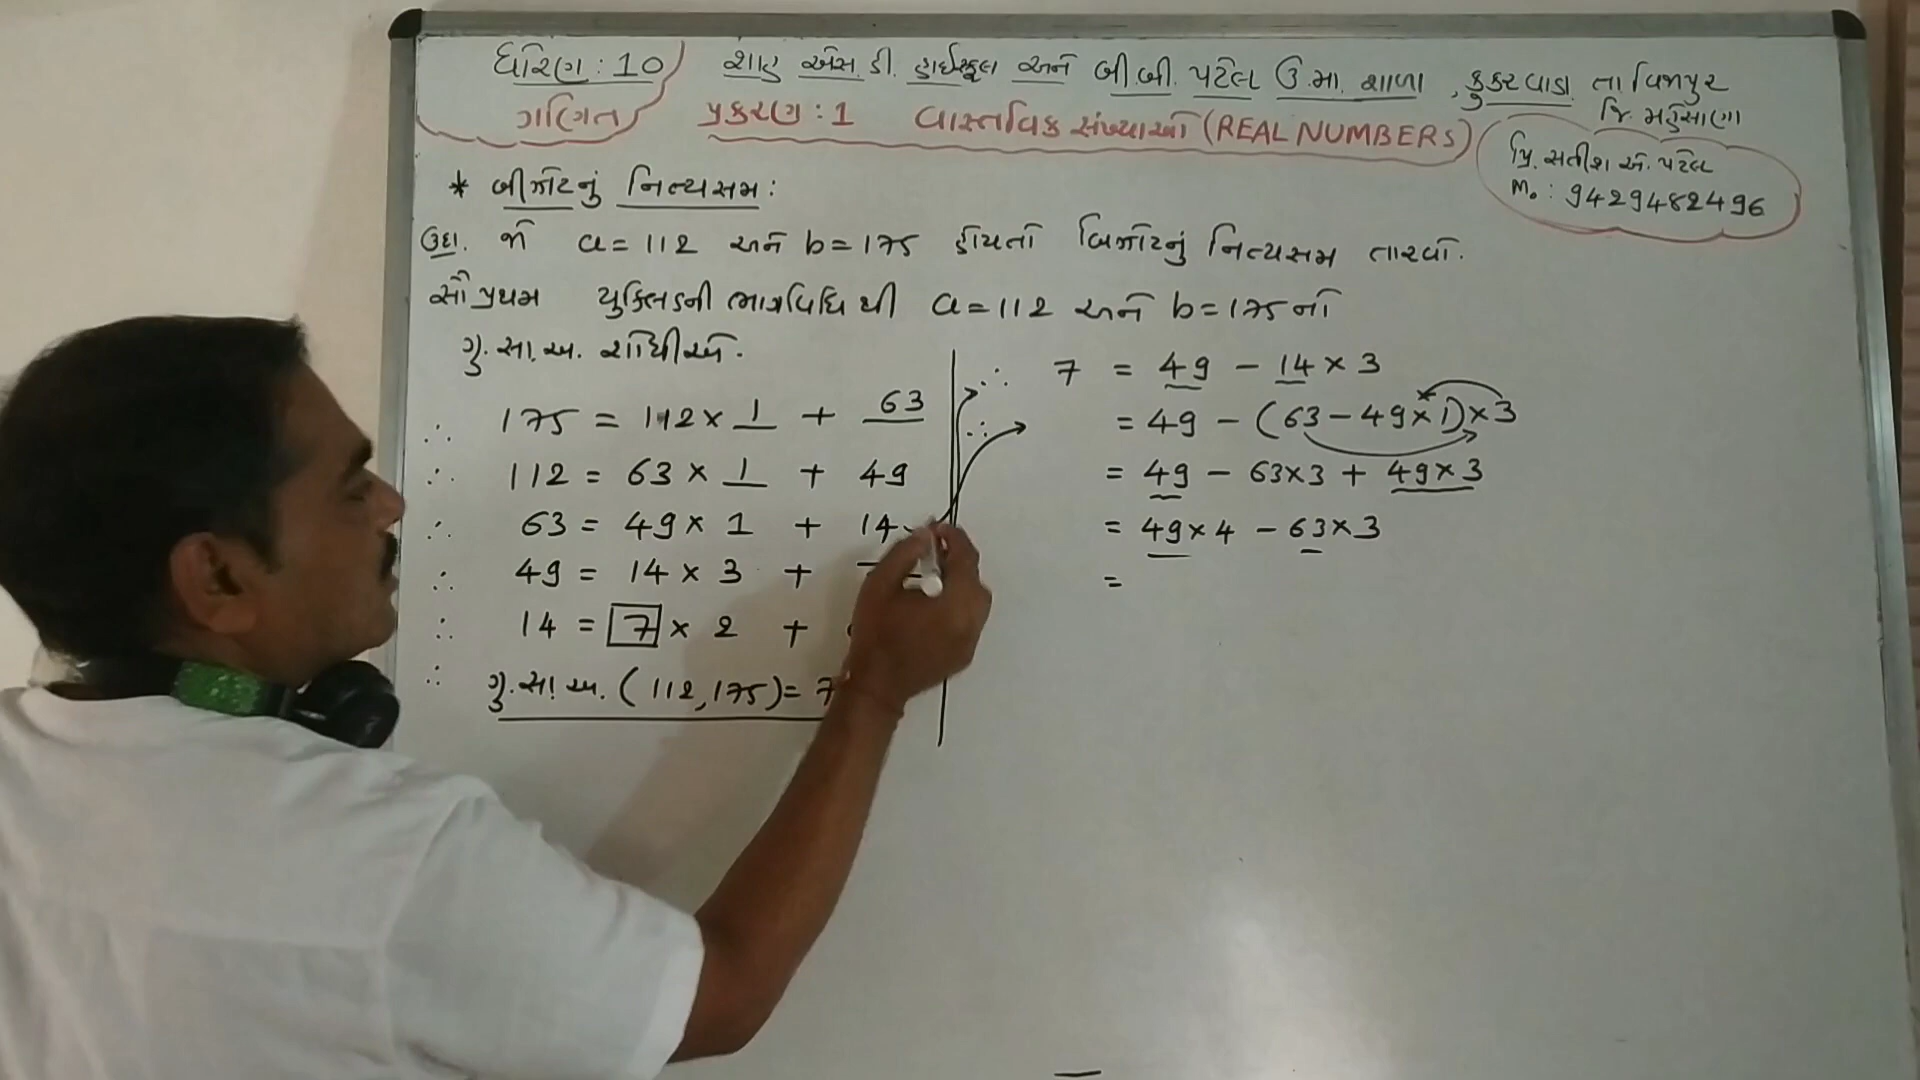 ધોરણ : 10 શાહ એસ.ડી. હાઈસ્કૂલ અને બી.બી. પટેલ ઉ.મા. શાળા, કુકરવાડા તા વિજાપુર
જિ. મહેસાણા
ગણિત પ્રકરણ : 1 વાસ્તવિક સંખ્યાઓ (REAL NUMBERS)
પ્રિ. સતીશ એ. પટેલ
Mo : 9429482496
* બીઝોટનું નિત્યસમ :
ઉદા. જો a = 112 અને b = 175 હોયતો બિઝોટનું નિત્યસમ તારવો.
સૌ પ્રથમ યુક્લિડની ભાગવિધિ થી a = 112 અને b = 175 નો
ગુ.સા.અ. શોધીએ.
∴ 175 = 112 × 1 + 63
∴ 112 = 63 × 1 + 49
∴ 63 = 49 × 1 + 14
∴ 49 = 14 × 3 +
∴ 14 = 7 × 2 +
∴ ગુ.સા.અ. (112, 175) = 7
∴ 7 = 49 - 14 × 3
∴ = 49 - (63 - 49 × 1) × 3
= 49 - 63×3 + 49×3
= 49×4 - 63×3
=